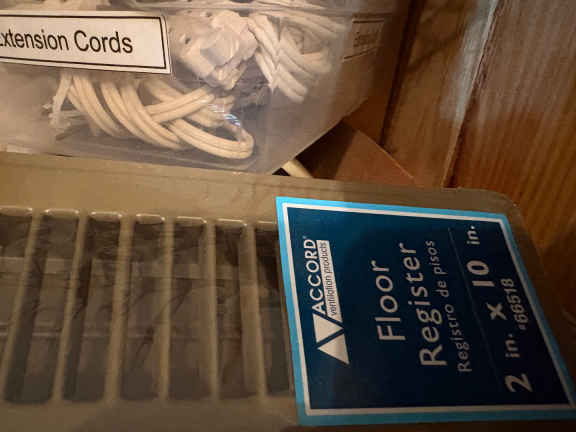 Extension Cords
ACCORD®
ventilation products
Floor
Register
Registro de pisos
2 in. x 10 in.
#66518